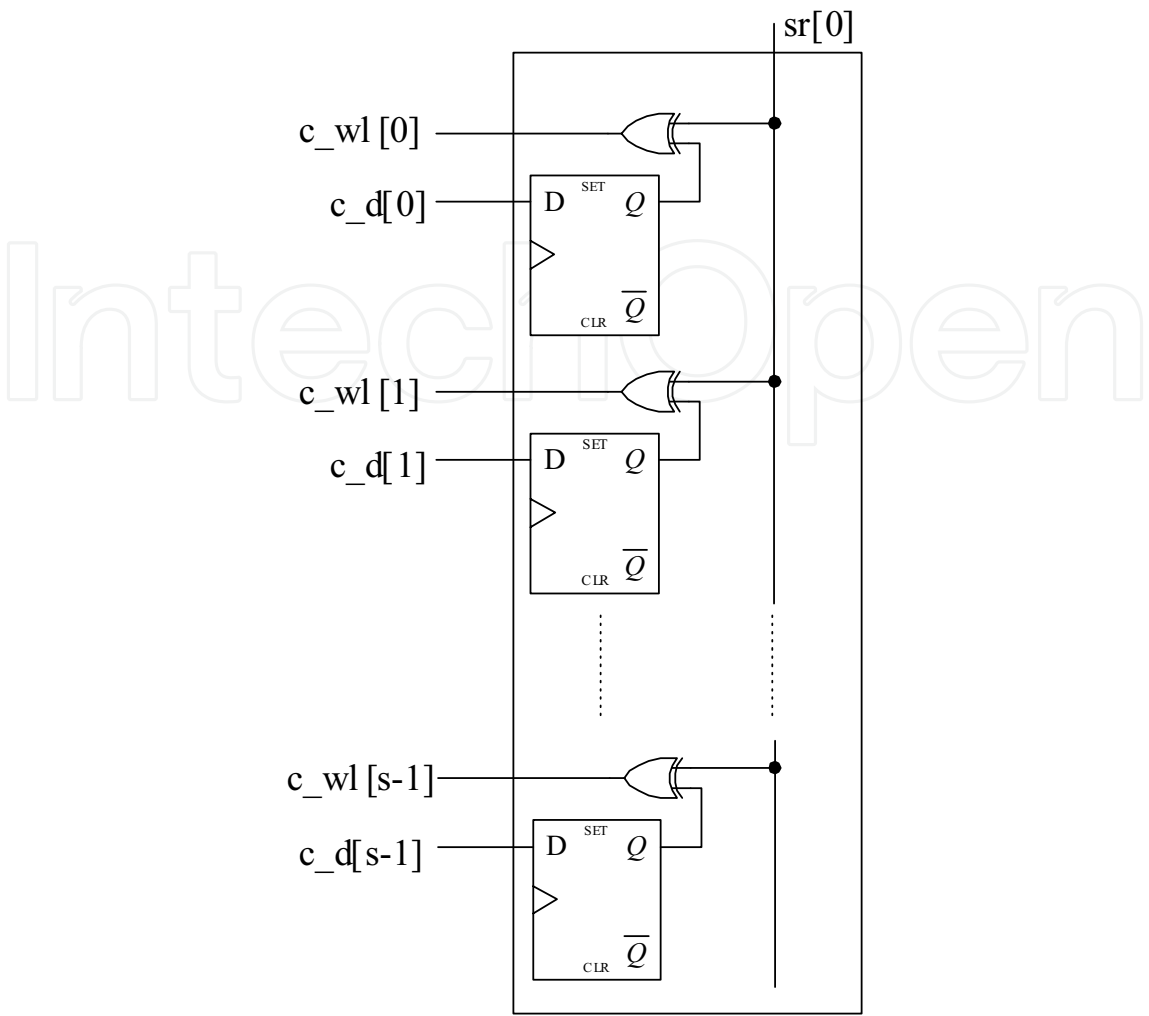 sr[0]
c_wl [0]
c_d[0]
SET
D Q
Q
CLR
IntechOpen
c_wl [1]
c_d[1]
SET
D Q
Q
CLR
c_wl [s-1]
c_d[s-1]
SET
D Q
Q
CLR